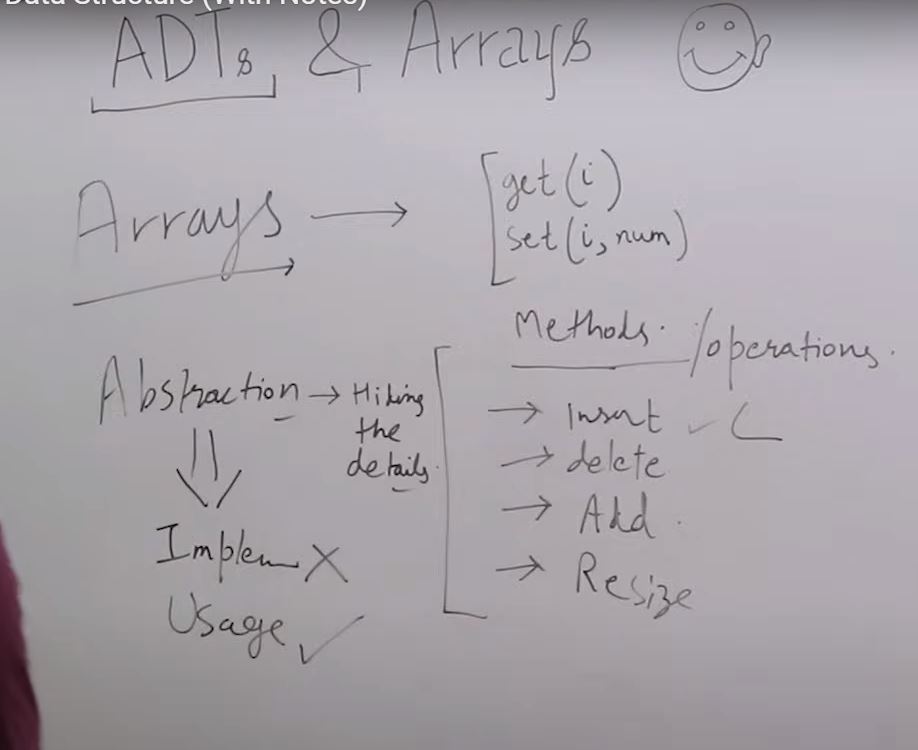 Data Structure (With Notes)
ADTs & Arrays
Arrays → get(i)
set(i, num)
Methods. /operations.
Abstraction → Hiding
the
details.
→ Insert ✓
→ delete
→ Add.
→ Resize
Implem X
Usage ✓